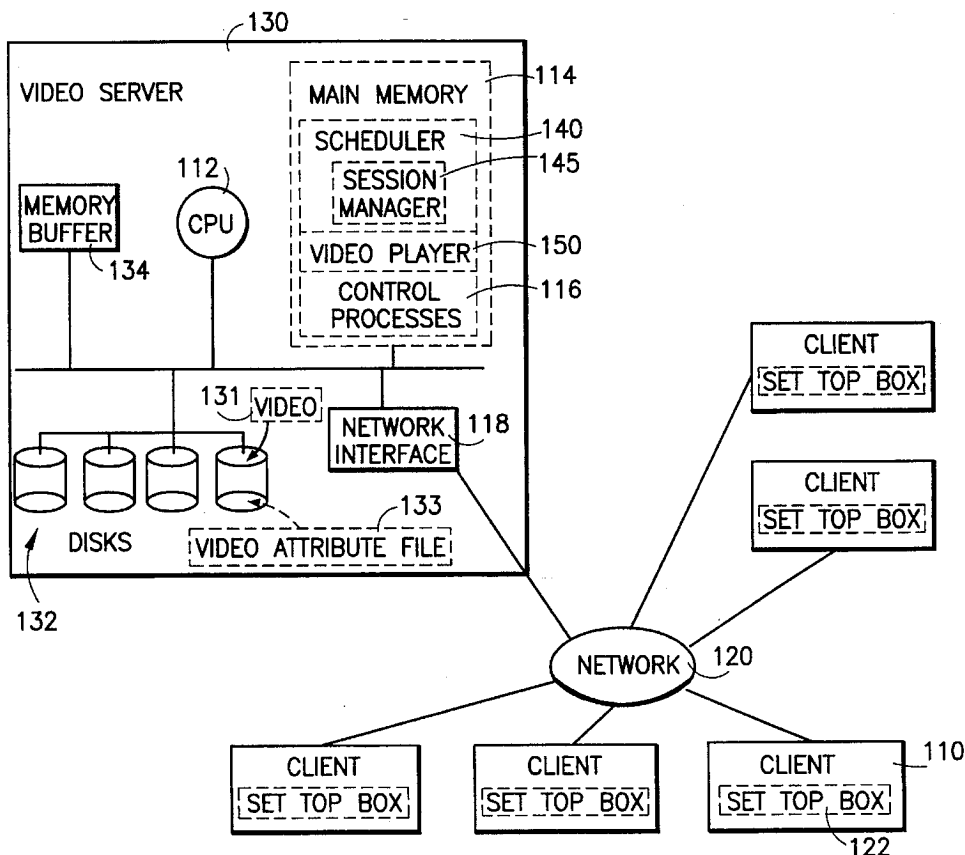 130
VIDEO SERVER
114
MAIN MEMORY
SCHEDULER
140
145
SESSION
MANAGER
112
CPU
MEMORY
BUFFER
134
VIDEO PLAYER
150
CONTROL
PROCESSES
116
131
VIDEO
NETWORK
INTERFACE
118
133
DISKS
VIDEO ATTRIBUTE FILE
132
CLIENT
SET TOP BOX
CLIENT
SET TOP BOX
NETWORK
120
CLIENT
SET TOP BOX
CLIENT
SET TOP BOX
CLIENT
SET TOP BOX
110
122